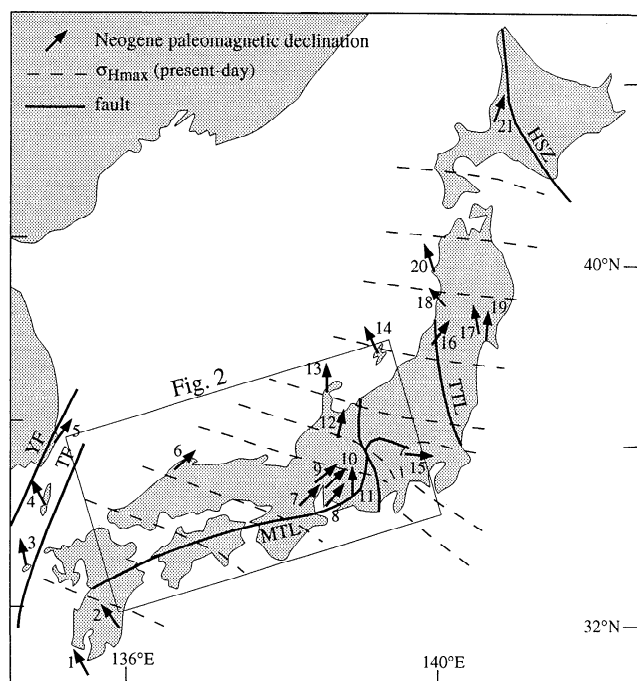 Neogene paleomagnetic declination
σHmax (present-day)
fault
21
HSZ
20
40°N
18
19
17
16
14
TTL
13
Fig. 2
12
YF
5
TF
6
10
9
15
4
7
11
8
MTL
3
2
32°N
1
136°E
140°E